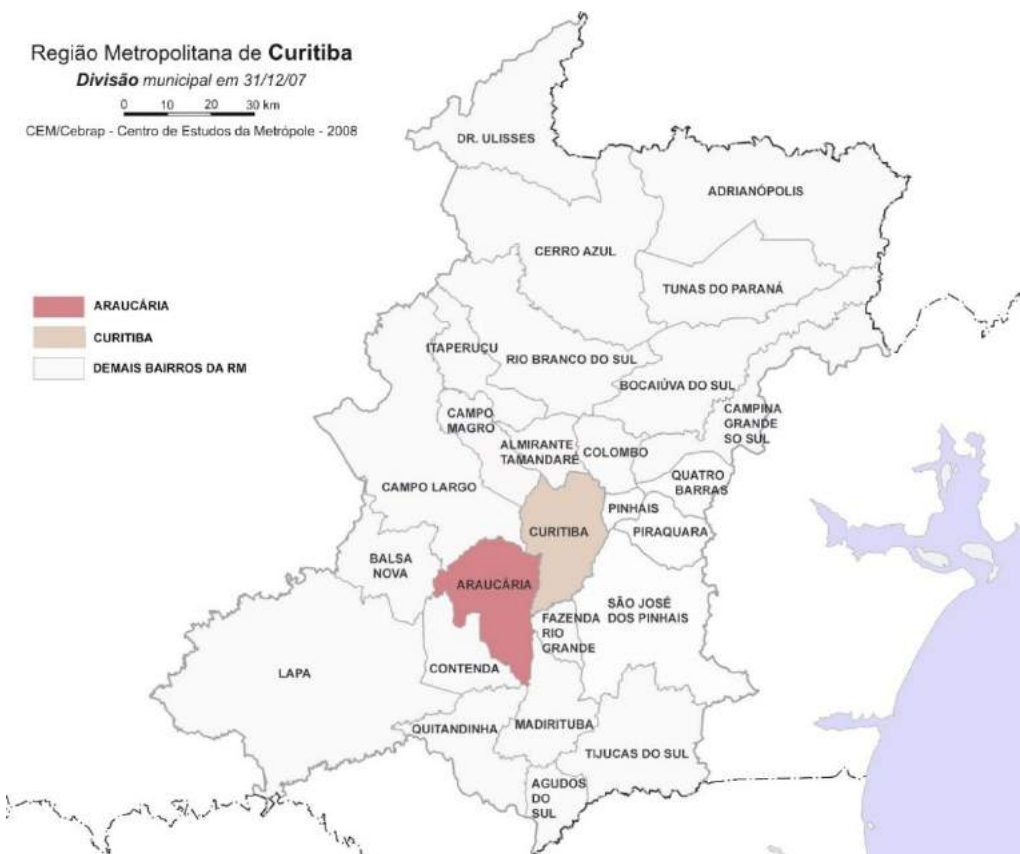 Região Metropolitana de Curitiba
Divisão municipal em 31/12/07
0 10 20 30 km
CEM/Cebrap - Centro de Estudos da Metrópole - 2008
DR. ULISSES
ADRIANÓPOLIS
CERRO AZUL
TUNAS DO PARANÁ
ARAUCÁRIA
CURITIBA
DEMAIS BAIRROS DA RM
ITAPERUÇU
RIO BRANCO DO SUL
BOCAIÚVA DO SUL
CAMPO
MAGRO
CAMPINA
GRANDE
SO SUL
ALMIRANTE
TAMANDARÉ
COLOMBO
QUATRO
BARRAS
CAMPO LARGO
PINHAIS
CURITIBA
PIRAQUARA
BALSA
NOVA
ARAUCÁRIA
SÃO JOSÉ
DOS PINHAIS
FAZENDA
RIO
GRANDE
LAPA
CONTENDA
QUITANDINHA
MADIRITUBA
TIJUCAS DO SUL
AGUDOS
DO
SUL